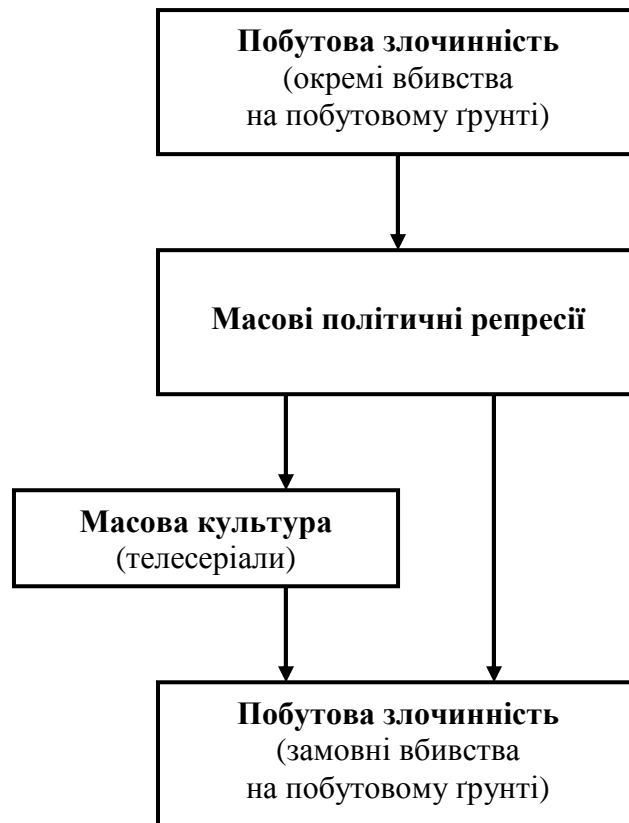 Побутова злочинність
(окремі вбивства
на побутовому ґрунті)
Масові політичні репресії
Масова культура
(телесеріали)
Побутова злочинність
(замовні вбивства
на побутовому ґрунті)